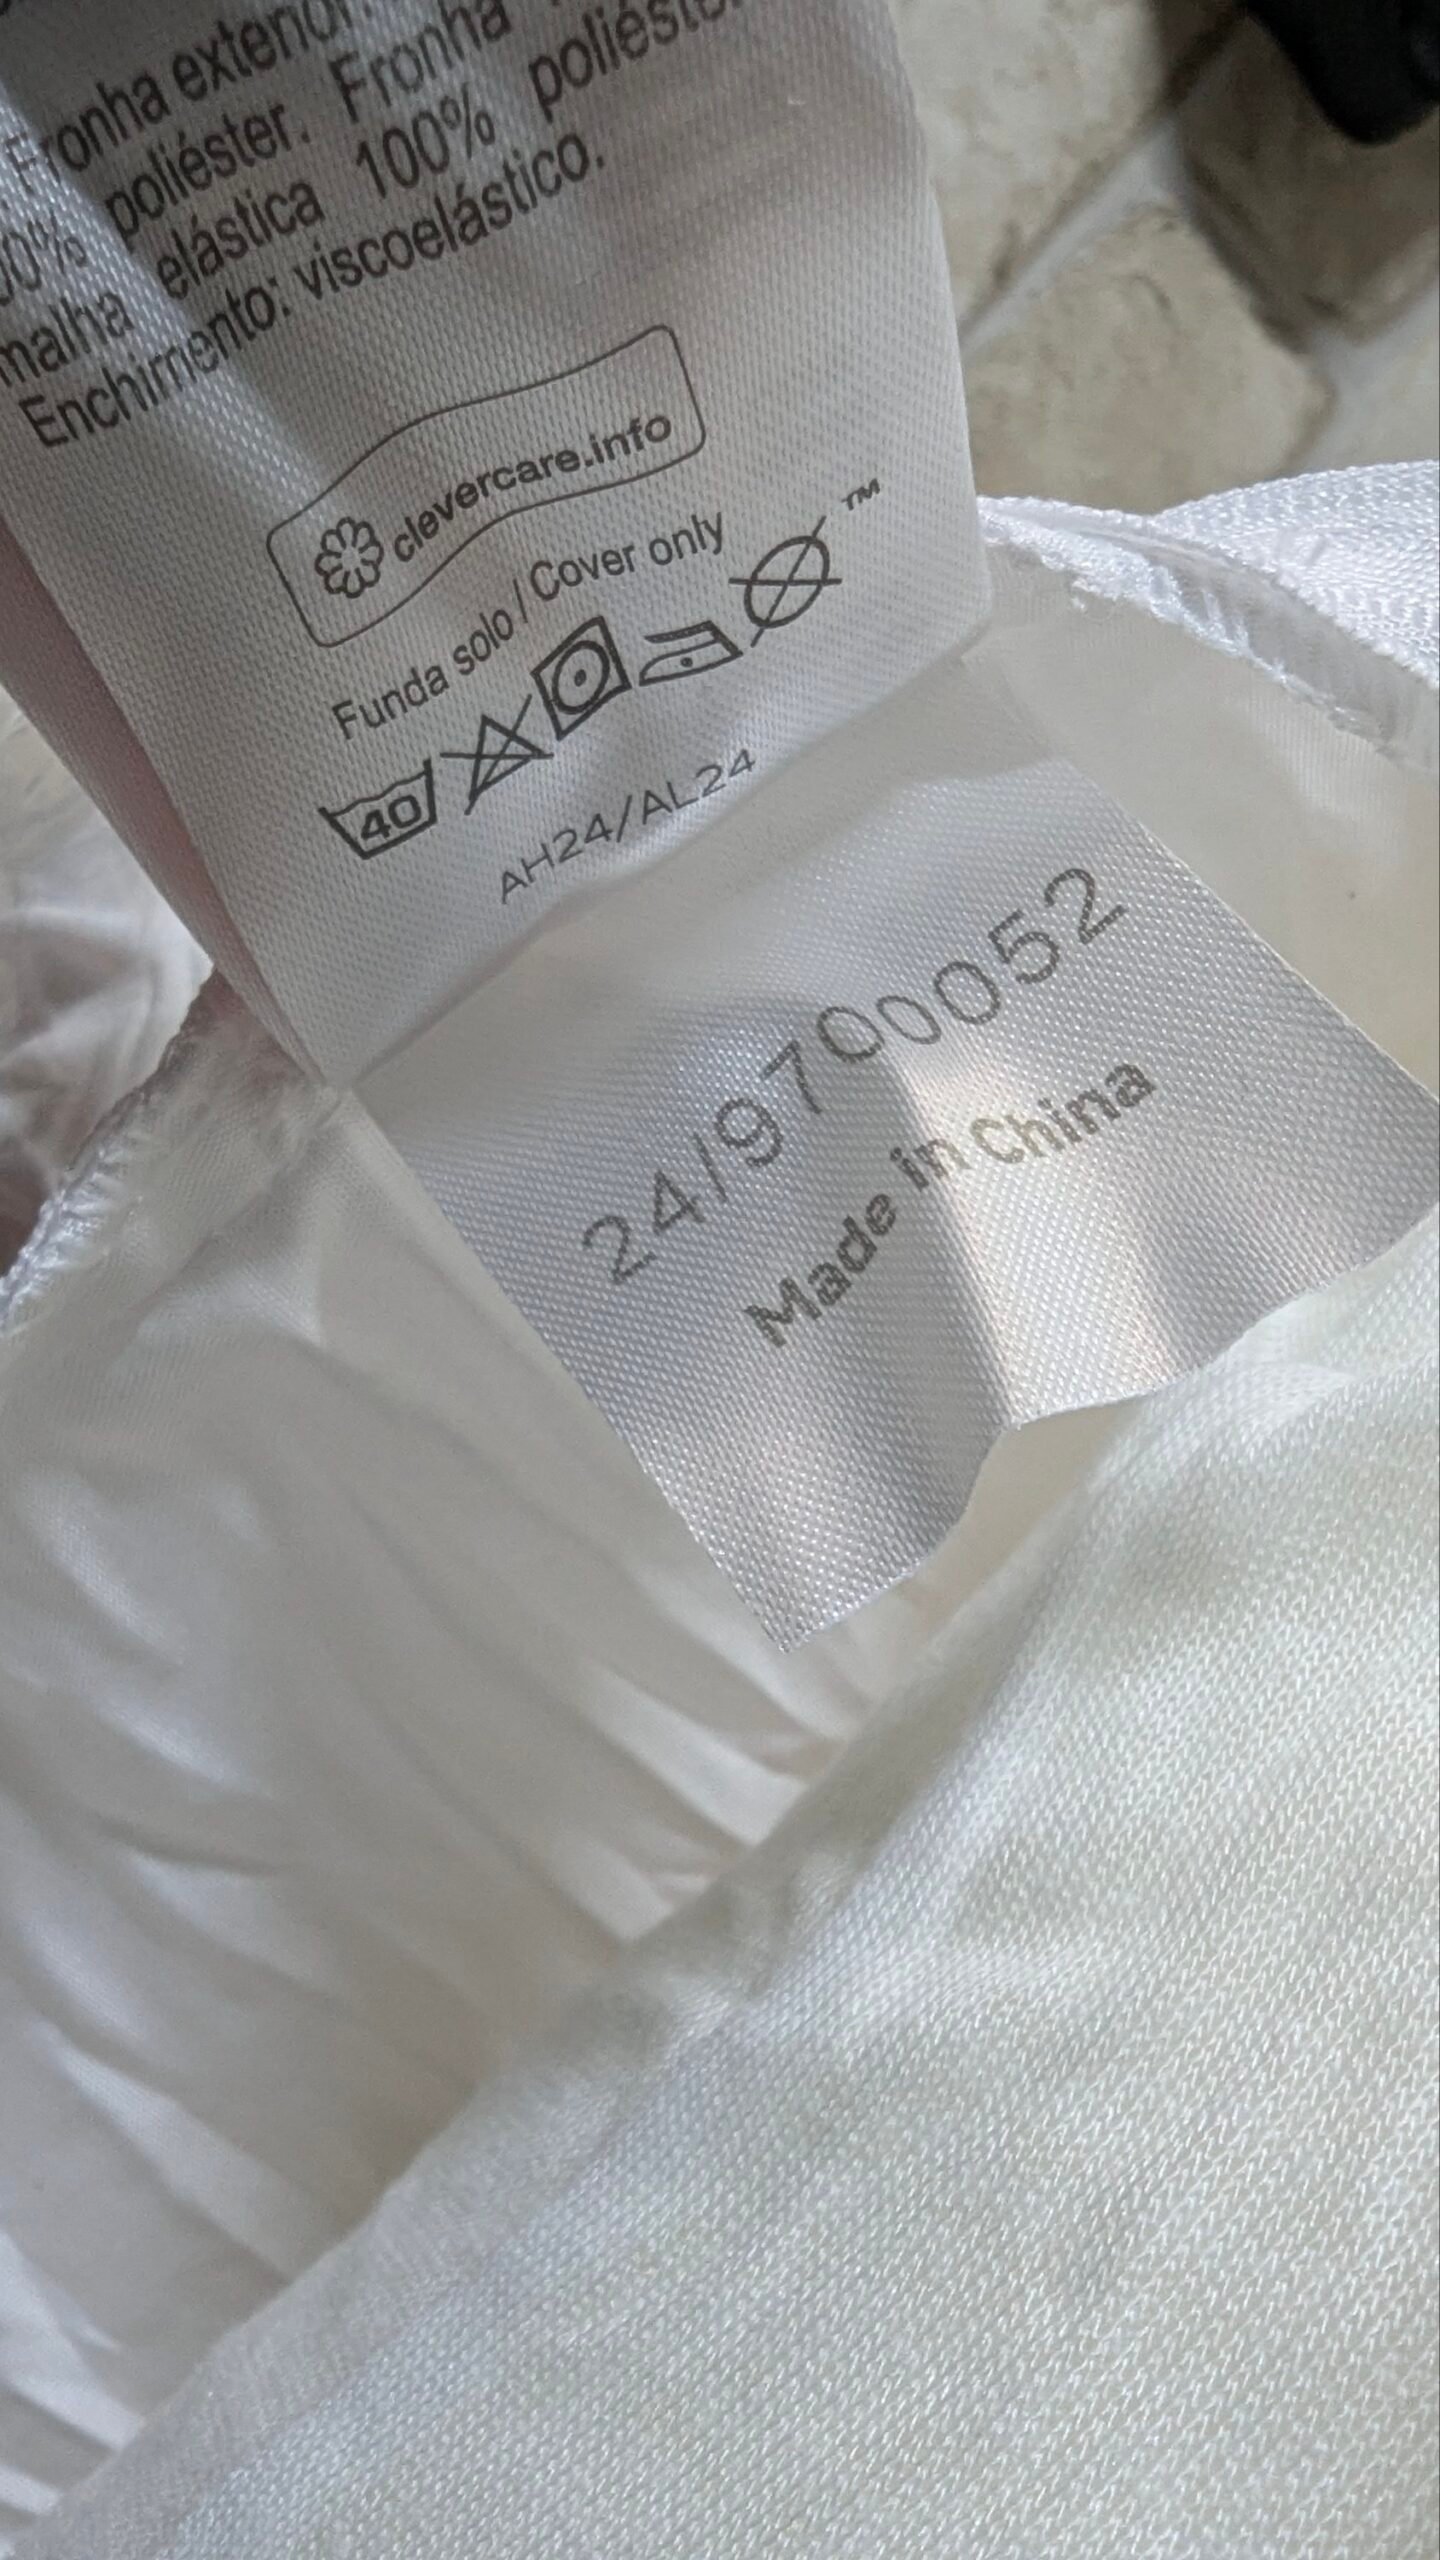 Fronha exterior:
poliéster. Fronha
malha elástica 100% poliéster
Enchimento: viscoelástico.
clevercare.info
Funda solo / Cover only
™
40
AH24/AL24
24/9700052
Made in China